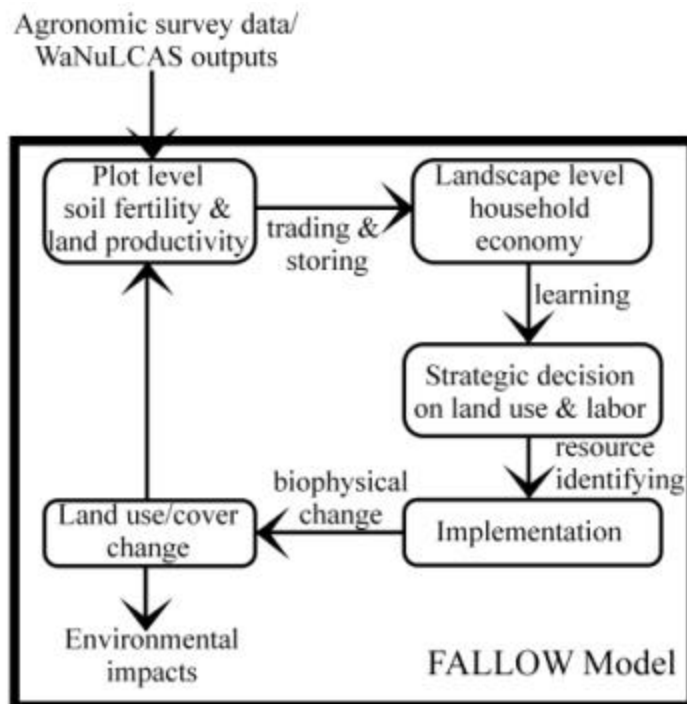 Agronomic survey data/
WaNuLCAS outputs
Plot level
soil fertility &
land productivity
trading &
storing
Landscape level
household
economy
learning
Strategic decision
on land use & labor
resource
identifying
Implementation
biophysical
change
Land use/cover
change
Environmental
impacts
FALLOW Model